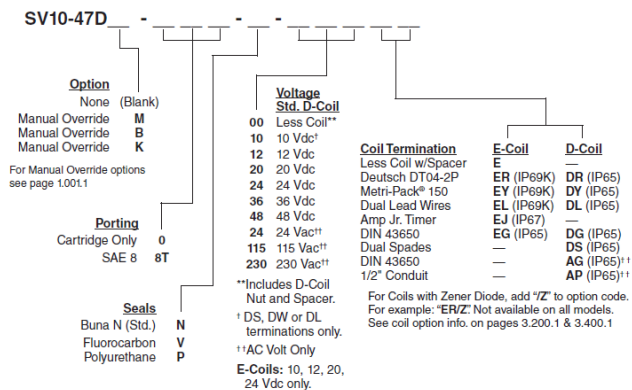 SV10-47D__ - __ __ __ - __ - __ __ __ __ __
Option
None (Blank)
Manual Override M
Manual Override B
Manual Override K
For Manual Override options
see page 1.001.1
Porting
Cartridge Only 0
SAE 8 8T
Seals
Buna N (Std.) N
Fluorocarbon V
Polyurethane P
Voltage
Std. D-Coil
00 Less Coil**
10 10 Vdc†
12 12 Vdc
20 20 Vdc
24 24 Vdc
36 36 Vdc
48 48 Vdc
24 24 Vac††
115 115 Vac††
230 230 Vac††
**Includes D-Coil
Nut and Spacer.
† DS, DW or DL
terminations only.
††AC Volt Only
E-Coils: 10, 12, 20,
24 Vdc only.
Coil Termination E-Coil D-Coil
Less Coil w/Spacer E —
Deutsch DT04-2P ER (IP69K) DR (IP65)
Metri-Pack® 150 EY (IP69K) DY (IP65)
Dual Lead Wires EL (IP69K) DL (IP65)
Amp Jr. Timer EJ (IP67) —
DIN 43650 EG (IP65) DG (IP65)
Dual Spades — DS (IP65)
DIN 43650 — AG (IP65)††
1/2" Conduit — AP (IP65)††
For Coils with Zener Diode, add "/Z" to option code.
For example: "ER/Z". Not available on all models.
See coil option info. on pages 3.200.1 & 3.400.1